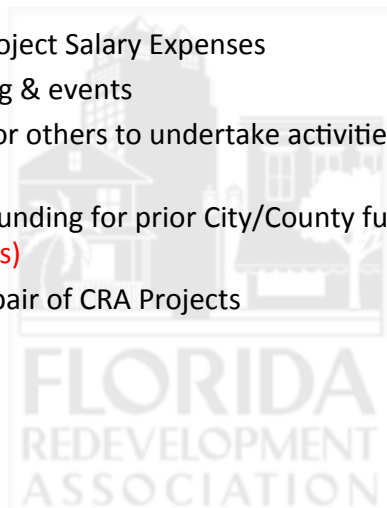 oject Salary Expenses
g & events
or others to undertake activitie
unding for prior City/County fu
s)
pair of CRA Projects
FLORIDA
REDEVELOPMENT
ASSOCIATION